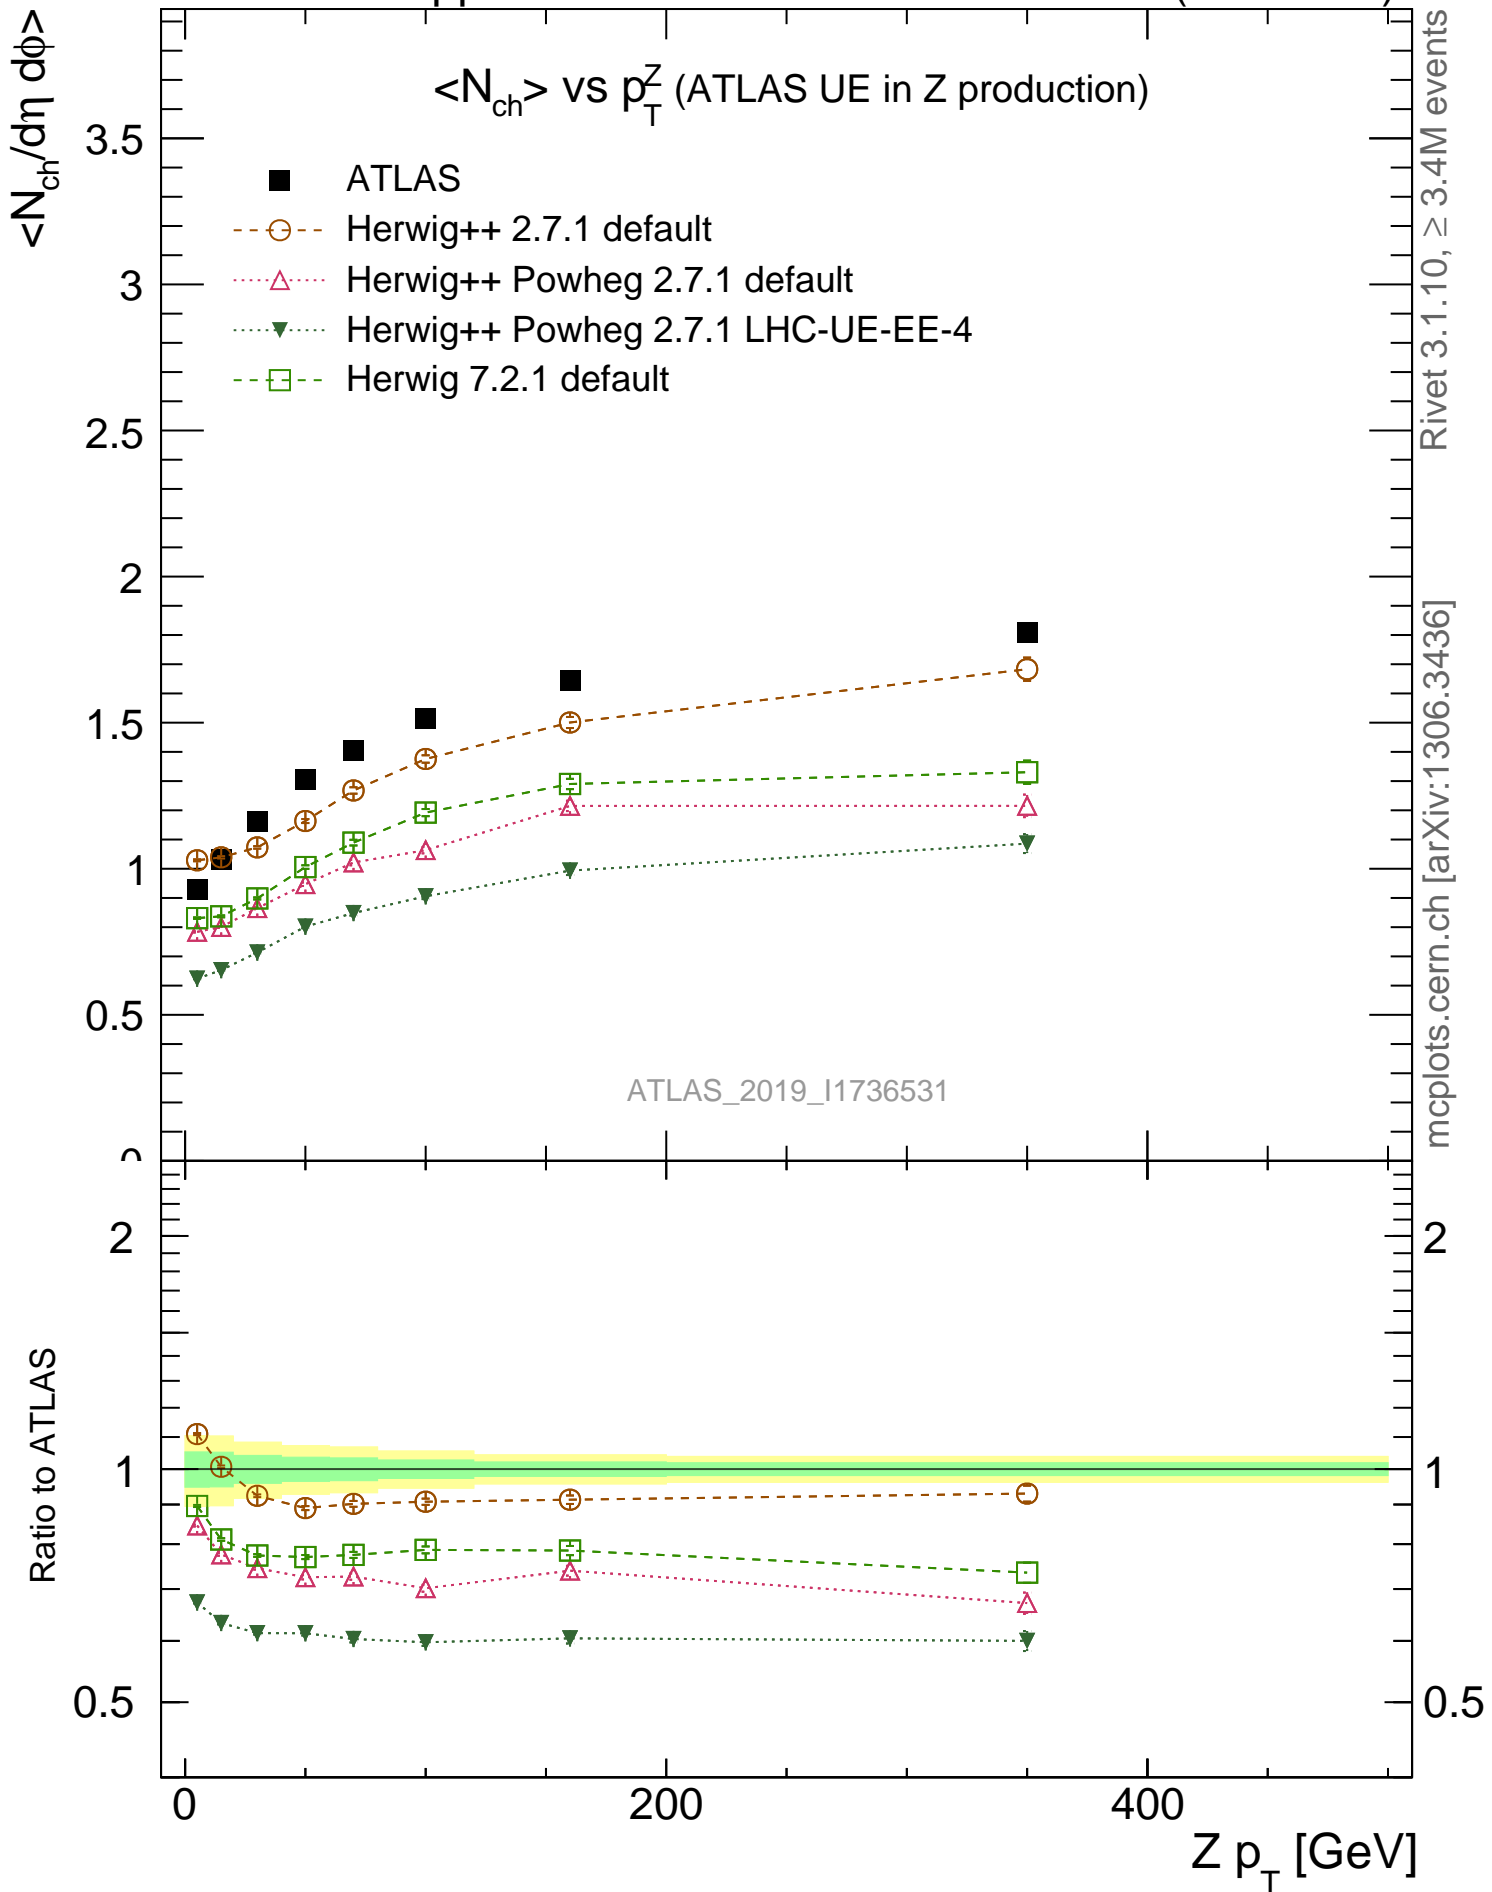 pp
<N_ch/dη dϕ>
<N_ch> vs p_T^Z (ATLAS UE in Z production)
ATLAS
Herwig++ 2.7.1 default
Herwig++ Powheg 2.7.1 default
Herwig++ Powheg 2.7.1 LHC-UE-EE-4
Herwig 7.2.1 default
3.5
3
2.5
2
1.5
1
0.5
0
ATLAS_2019_I1736531
Rivet 3.1.10, ≥ 3.4M events
mcplots.cern.ch [arXiv:1306.3436]
Ratio to ATLAS
2
1
0.5
2
1
0.5
0
200
400
Z p_T [GeV]